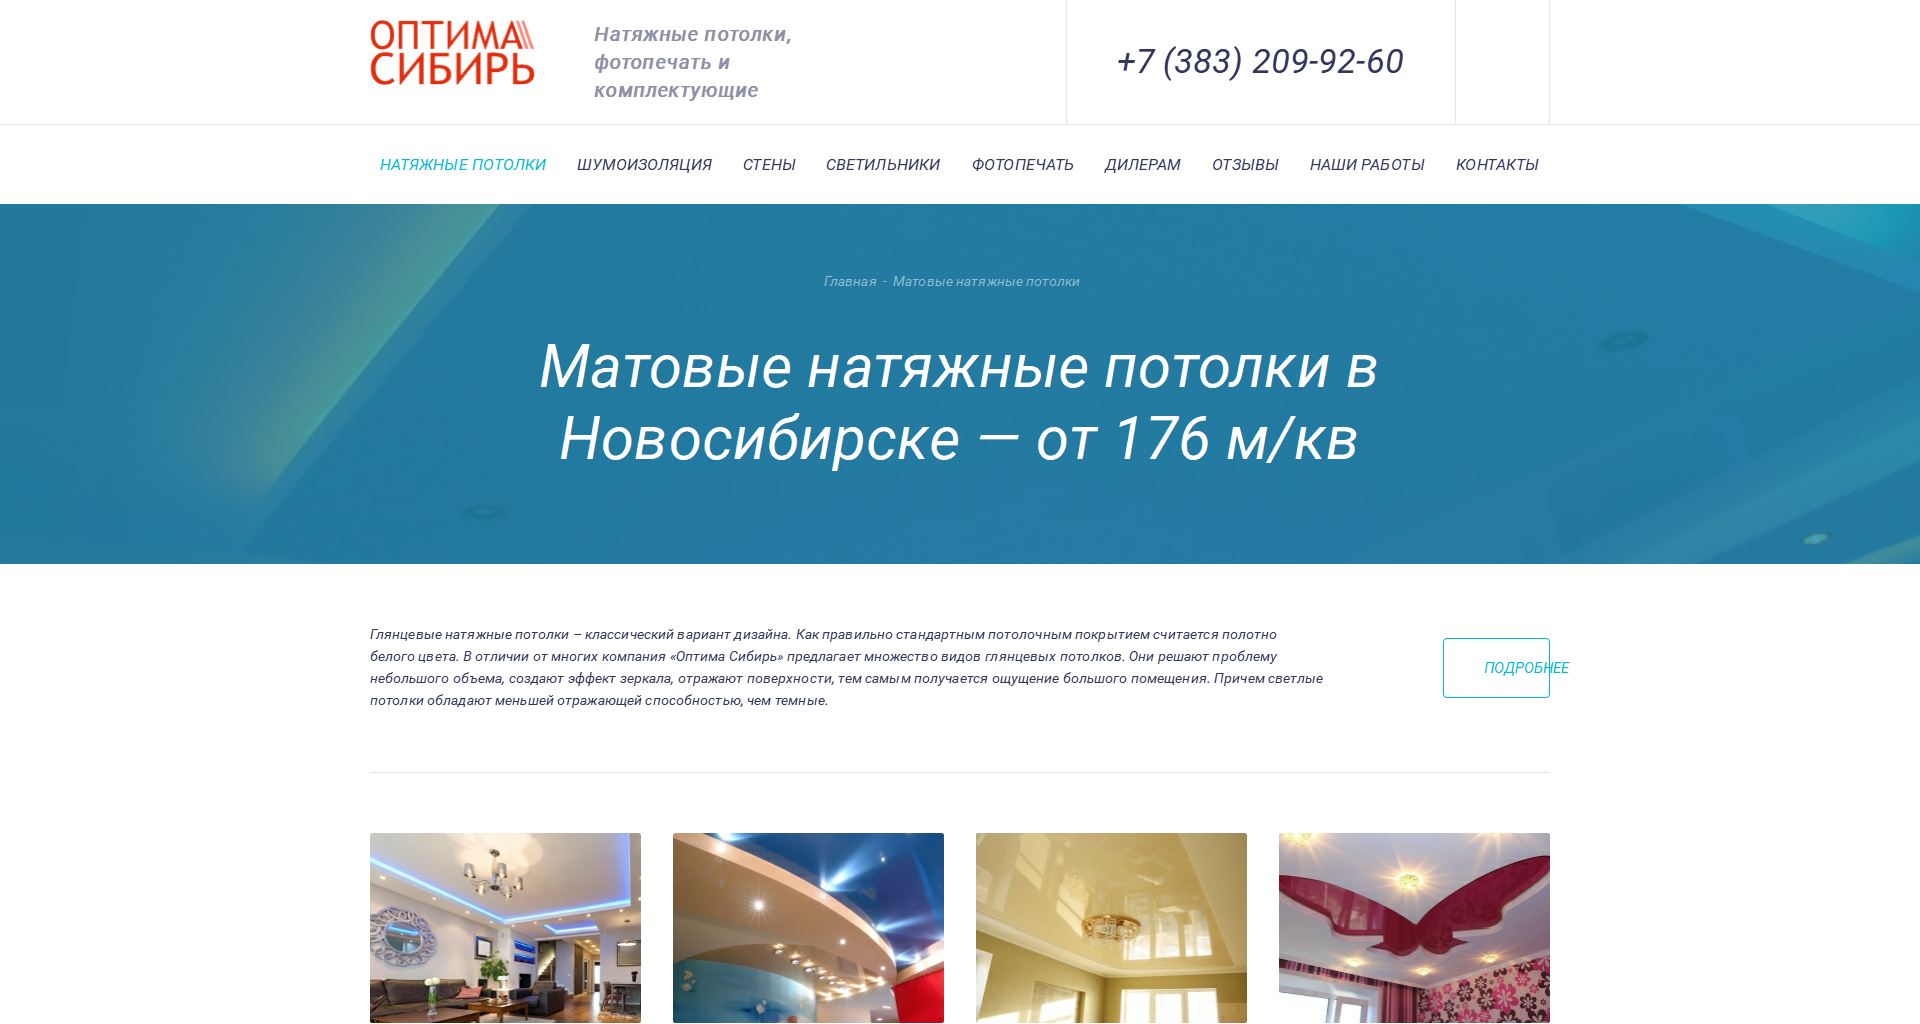 ОПТИМА
СИБИРЬ
Натяжные потолки,
фотопечать и
комплектующие
+7 (383) 209-92-60
НАТЯЖНЫЕ ПОТОЛКИ ШУМОИЗОЛЯЦИЯ СТЕНЫ СВЕТИЛЬНИКИ ФОТОПЕЧАТЬ ДИЛЕРАМ ОТЗЫВЫ НАШИ РАБОТЫ КОНТАКТЫ
Главная - Матовые натяжные потолки
Матовые натяжные потолки в
Новосибирске — от 176 м/кв
Глянцевые натяжные потолки – классический вариант дизайна. Как правильно стандартным потолочным покрытием считается полотно
белого цвета. В отличии от многих компания «Оптима Сибирь» предлагает множество видов глянцевых потолков. Они решают проблему
небольшого объема, создают эффект зеркала, отражают поверхности, тем самым получается ощущение большого помещения. Причем светлые
потолки обладают меньшей отражающей способностью, чем темные.
ПОДРОБНЕЕ